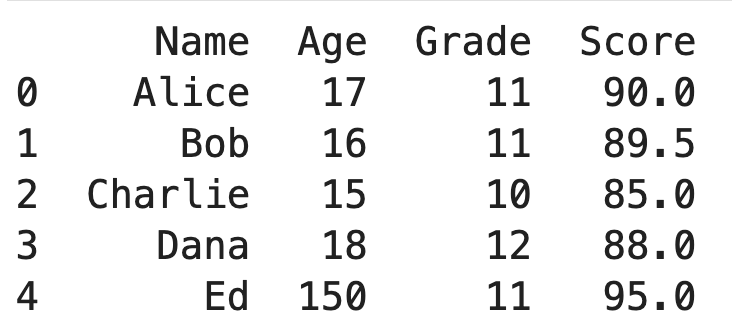 Name Age Grade Score
0 Alice 17 11 90.0
1 Bob 16 11 89.5
2 Charlie 15 10 85.0
3 Dana 18 12 88.0
4 Ed 150 11 95.0